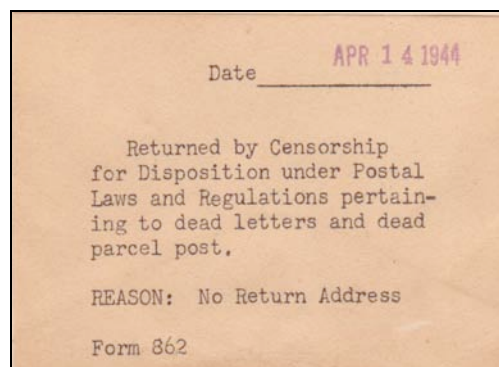 APR 14 1944
Date
Returned by Censorship
for Disposition under Postal
Laws and Regulations pertain-
ing to dead letters and dead
parcel post.
REASON: No Return Address
Form 862